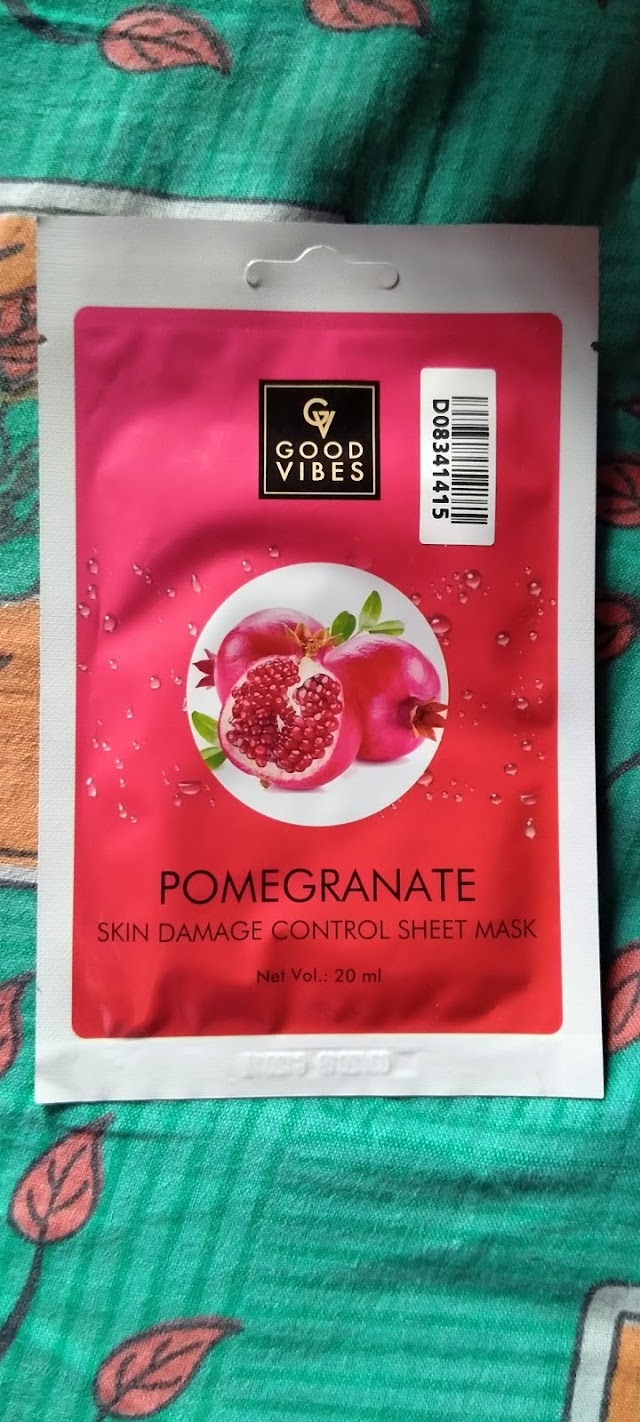 GV
GOOD
VIBES
D08341415
POMEGRANATE
SKIN DAMAGE CONTROL SHEET MASK
Net Vol.: 20 ml